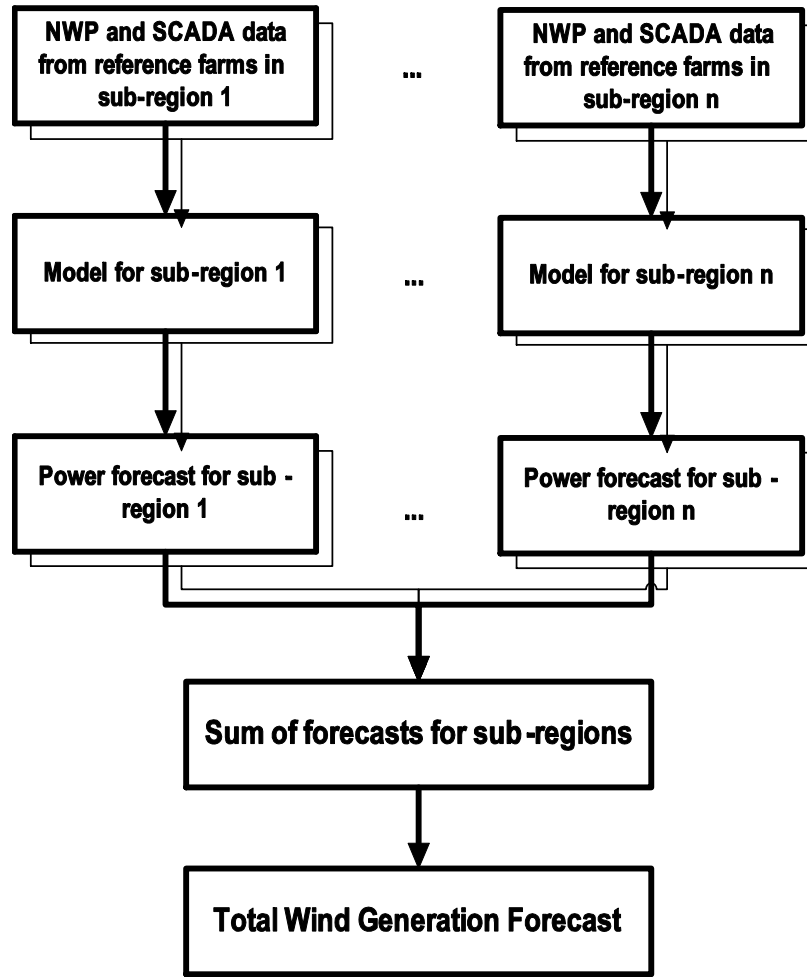 NWP and SCADA data
from reference farms in
sub-region 1
...
NWP and SCADA data
from reference farms in
sub-region n
Model for sub-region 1
...
Model for sub-region n
Power forecast for sub -
region 1
...
Power forecast for sub -
region n
Sum of forecasts for sub-regions
Total Wind Generation Forecast